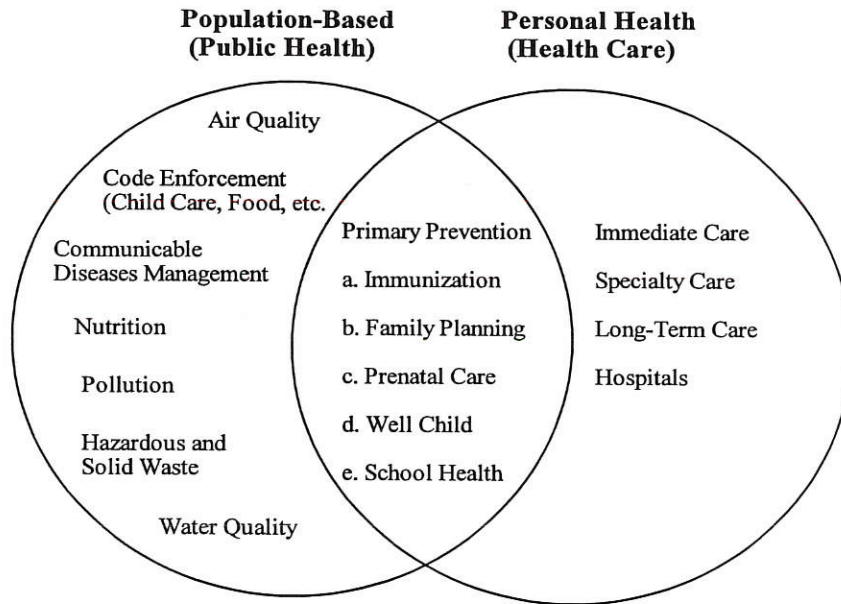 Population-Based
(Public Health)
Personal Health
(Health Care)
Air Quality
Code Enforcement
(Child Care, Food, etc.
Communicable
Diseases Management
Nutrition
Pollution
Hazardous and
Solid Waste
Water Quality
Primary Prevention
a. Immunization
b. Family Planning
c. Prenatal Care
d. Well Child
e. School Health
Immediate Care
Specialty Care
Long-Term Care
Hospitals